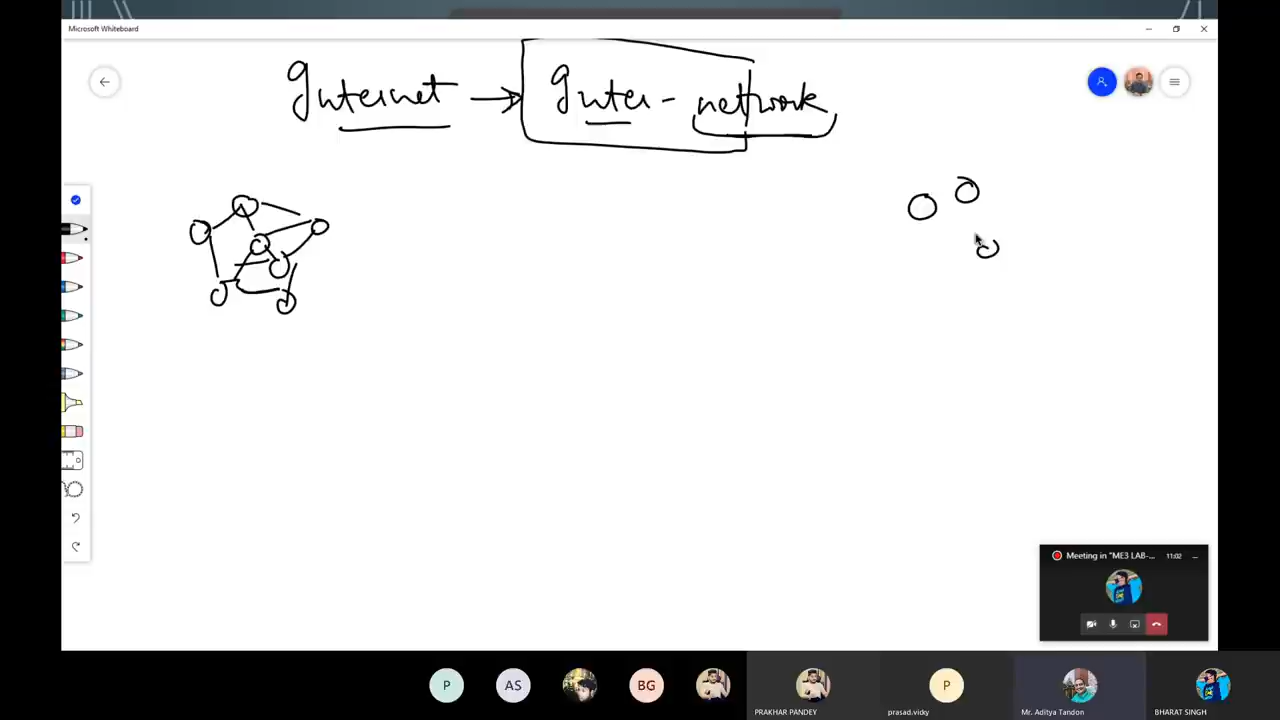 Microsoft Whiteboard
Internet → Inter-network
Meeting in "ME3 LAB-... 11:02
P
AS
BG
P
PRAKHAR PANDEY
prasad.vicky
Mr. Aditya Tandon
BHARAT SINGH